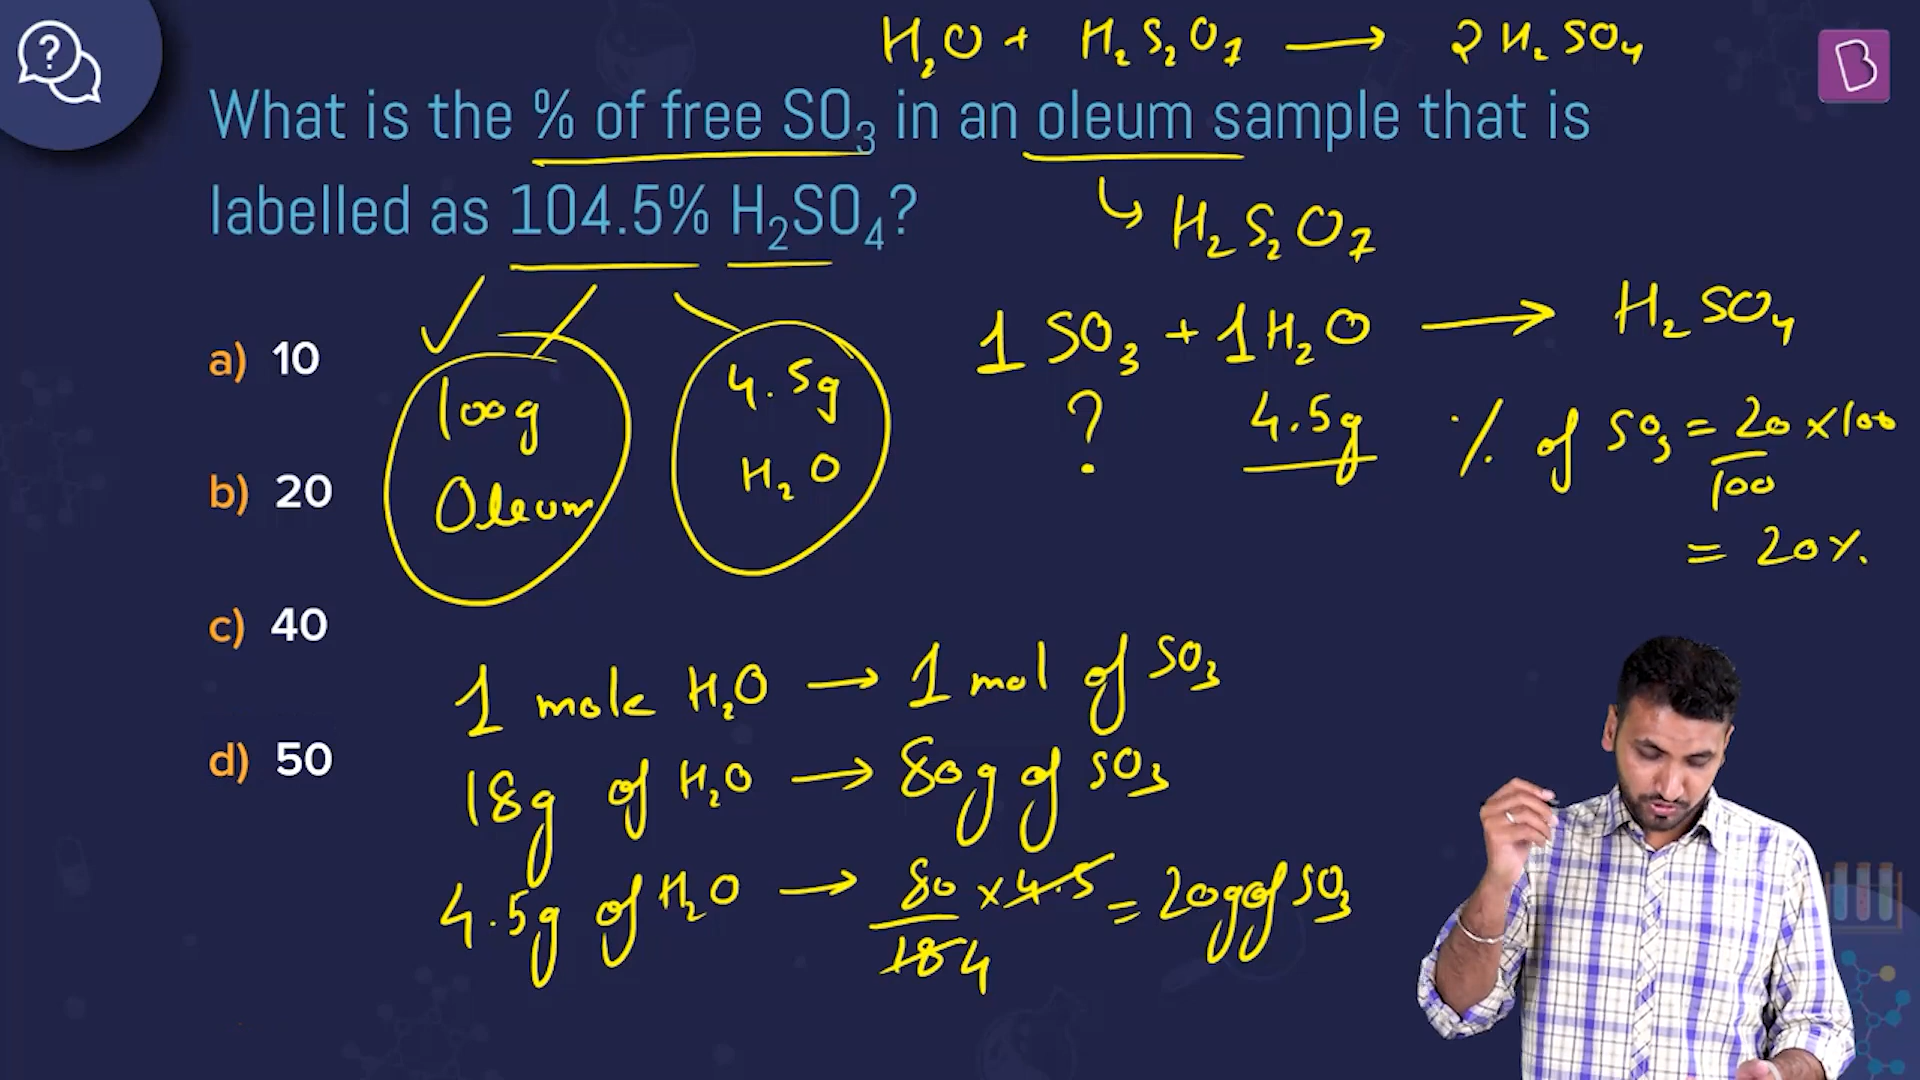 H₂O + H₂S₂O₇ → 2H₂SO₄
What is the % of free SO₃ in an oleum sample that is
labelled as 104.5% H₂SO₄?
↳ H₂S₂O₇
1 SO₃ + 1 H₂O → H₂SO₄
? 4.5g
% of SO₃ = 20/100 × 100
= 20%.
a) 10
b) 20
c) 40
d) 50
100g
Oleum
4.5g
H₂O
1 mole H₂O → 1 mol of SO₃
18g of H₂O → 80g of SO₃
4.5g of H₂O → 80/18 4 × 4.5 = 20g of SO₃
B